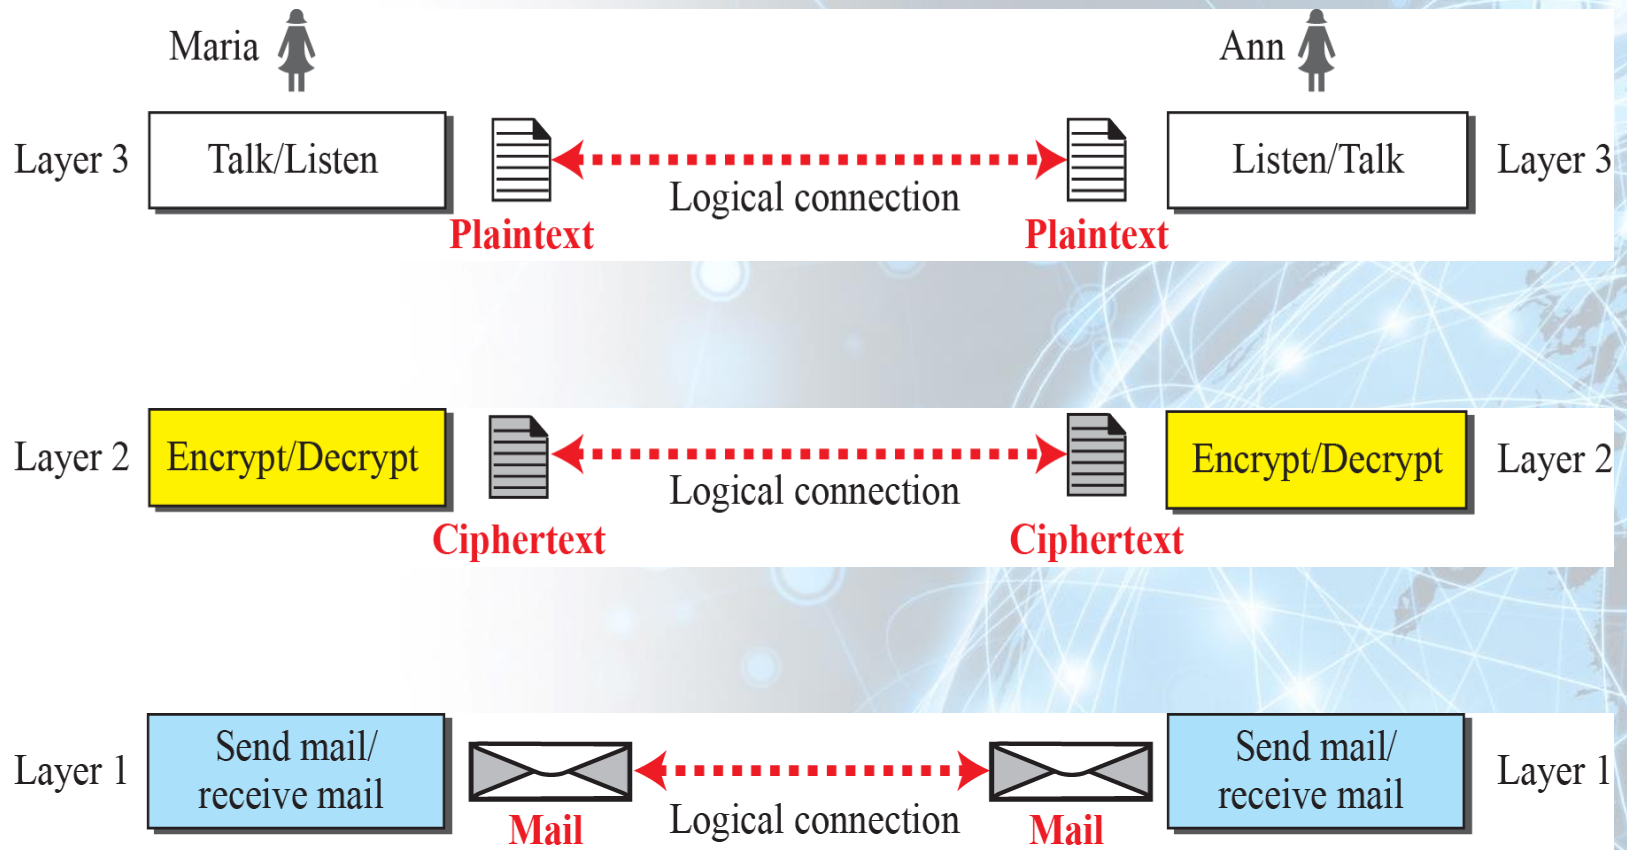 Maria
Ann
Layer 3
Talk/Listen
Logical connection
Listen/Talk
Layer 3
Plaintext
Plaintext
Layer 2
Encrypt/Decrypt
Logical connection
Encrypt/Decrypt
Layer 2
Ciphertext
Ciphertext
Layer 1
Send mail/
receive mail
Logical connection
Send mail/
receive mail
Layer 1
Mail
Mail